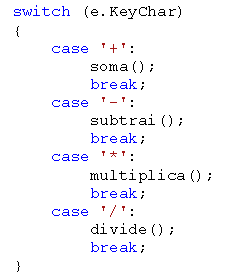 switch (e.KeyChar)
{
    case '+':
        soma();
        break;
    case '-':
        subtrai();
        break;
    case '*':
        multiplica();
        break;
    case '/':
        divide();
        break;
}